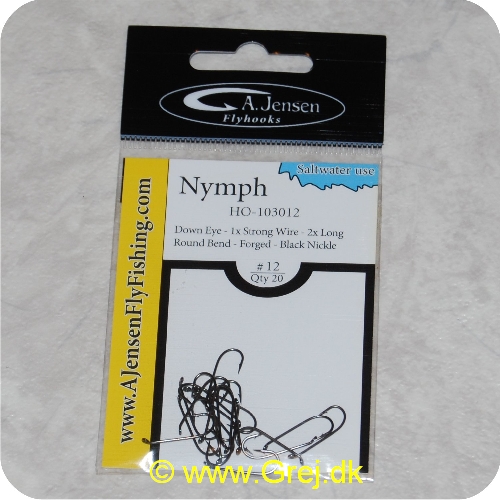 A.Jensen
Flyhooks
Saltwater use
Nymph
HO-103012
Down Eye - 1x Strong Wire - 2x Long
Round Bend - Forged - Black Nickle
# 12
Qty 20
www.AJensenFlyFishing.com
© www.Grej.dk